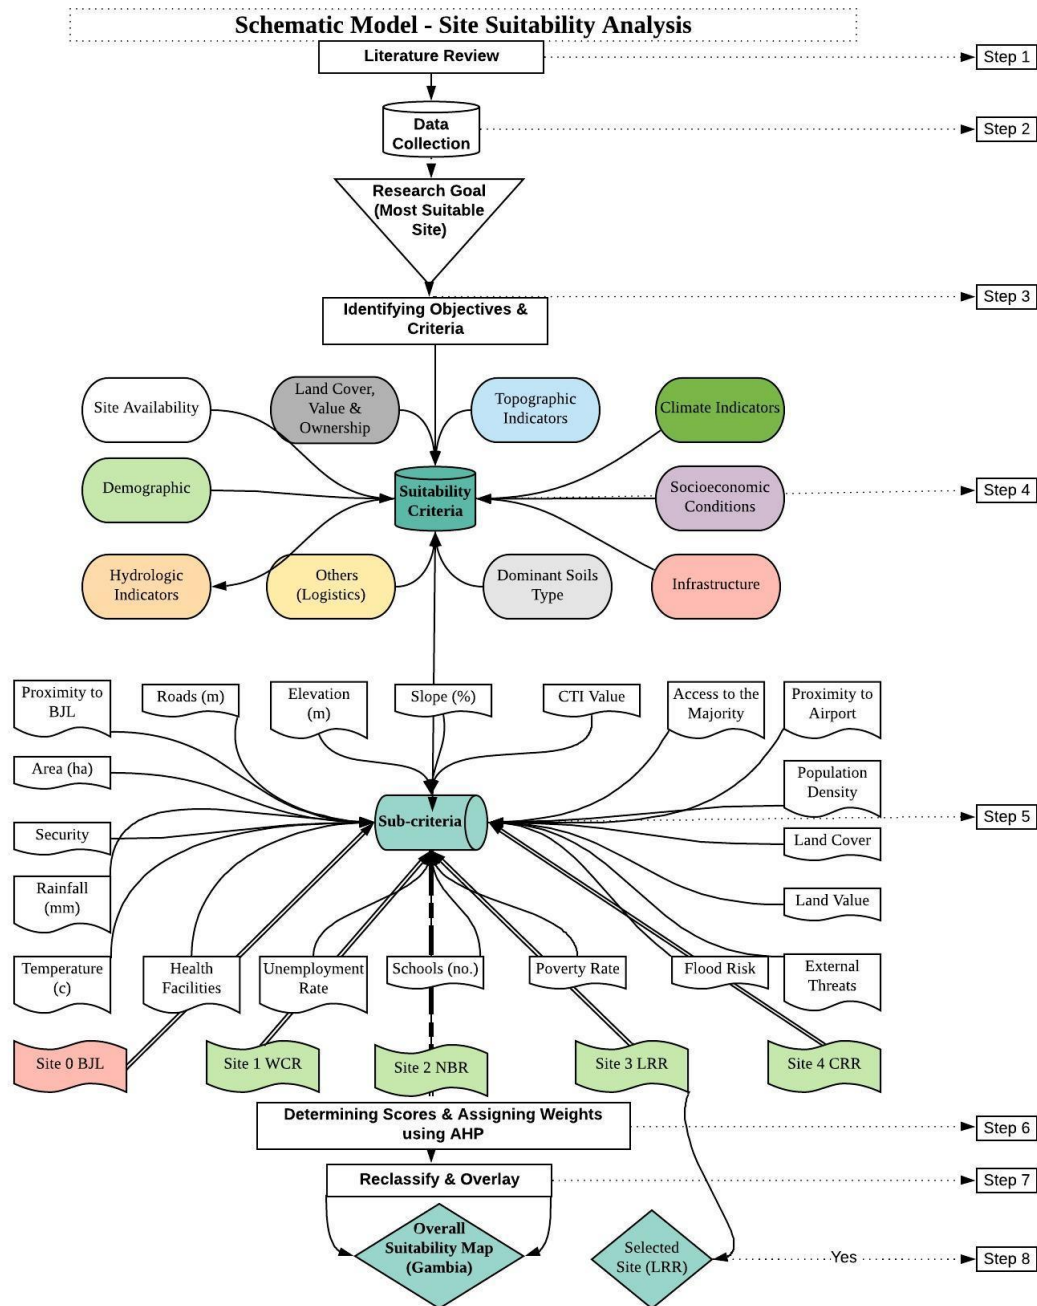 Schematic Model - Site Suitability Analysis
Literature Review
Step 1
Data
Collection
Step 2
Research Goal
(Most Suitable
Site)
Identifying Objectives &
Criteria
Step 3
Site Availability
Land Cover,
Value &
Ownership
Topographic
Indicators
Climate Indicators
Demographic
Suitability
Criteria
Socioeconomic
Conditions
Step 4
Hydrologic
Indicators
Others
(Logistics)
Dominant Soils
Type
Infrastructure
Proximity to
BJL
Roads (m)
Elevation
(m)
Slope (%)
CTI Value
Access to the
Majority
Proximity to
Airport
Area (ha)
Population
Density
Security
Sub-criteria
Land Cover
Step 5
Rainfall
(mm)
Land Value
Temperature
(c)
Health
Facilities
Unemployment
Rate
Schools (no.)
Poverty Rate
Flood Risk
External
Threats
Site 0 BJL
Site 1 WCR
Site 2 NBR
Site 3 LRR
Site 4 CRR
Determining Scores & Assigning Weights
using AHP
Step 6
Reclassify & Overlay
Step 7
Overall
Suitability Map
(Gambia)
Selected
Site (LRR)
Yes
Step 8